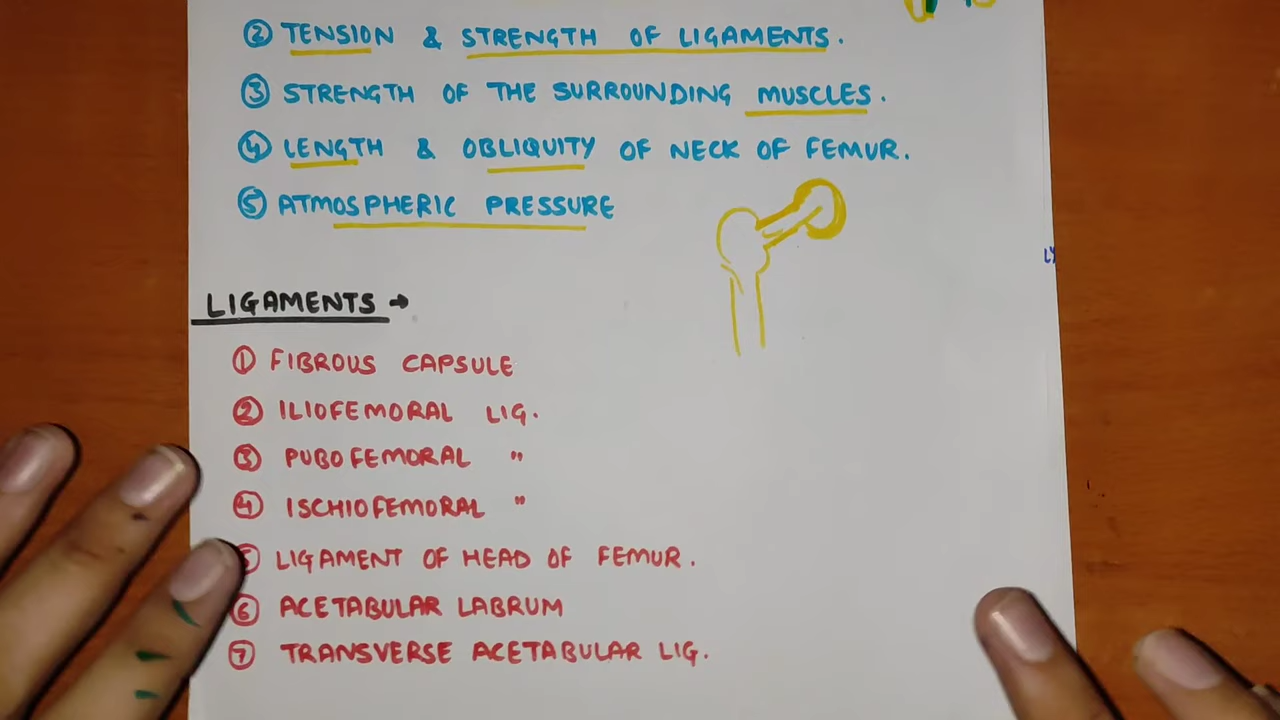 ② TENSION & STRENGTH OF LIGAMENTS.
③ STRENGTH OF THE SURROUNDING MUSCLES.
④ LENGTH & OBLIQUITY OF NECK OF FEMUR.
⑤ ATMOSPHERIC PRESSURE
LIGAMENTS →
① FIBROUS CAPSULE
② ILIOFEMORAL LIG.
③ PUBOFEMORAL "
④ ISCHIOFEMORAL "
⑤ LIGAMENT OF HEAD OF FEMUR.
⑥ ACETABULAR LABRUM
⑦ TRANSVERSE ACETABULAR LIG.